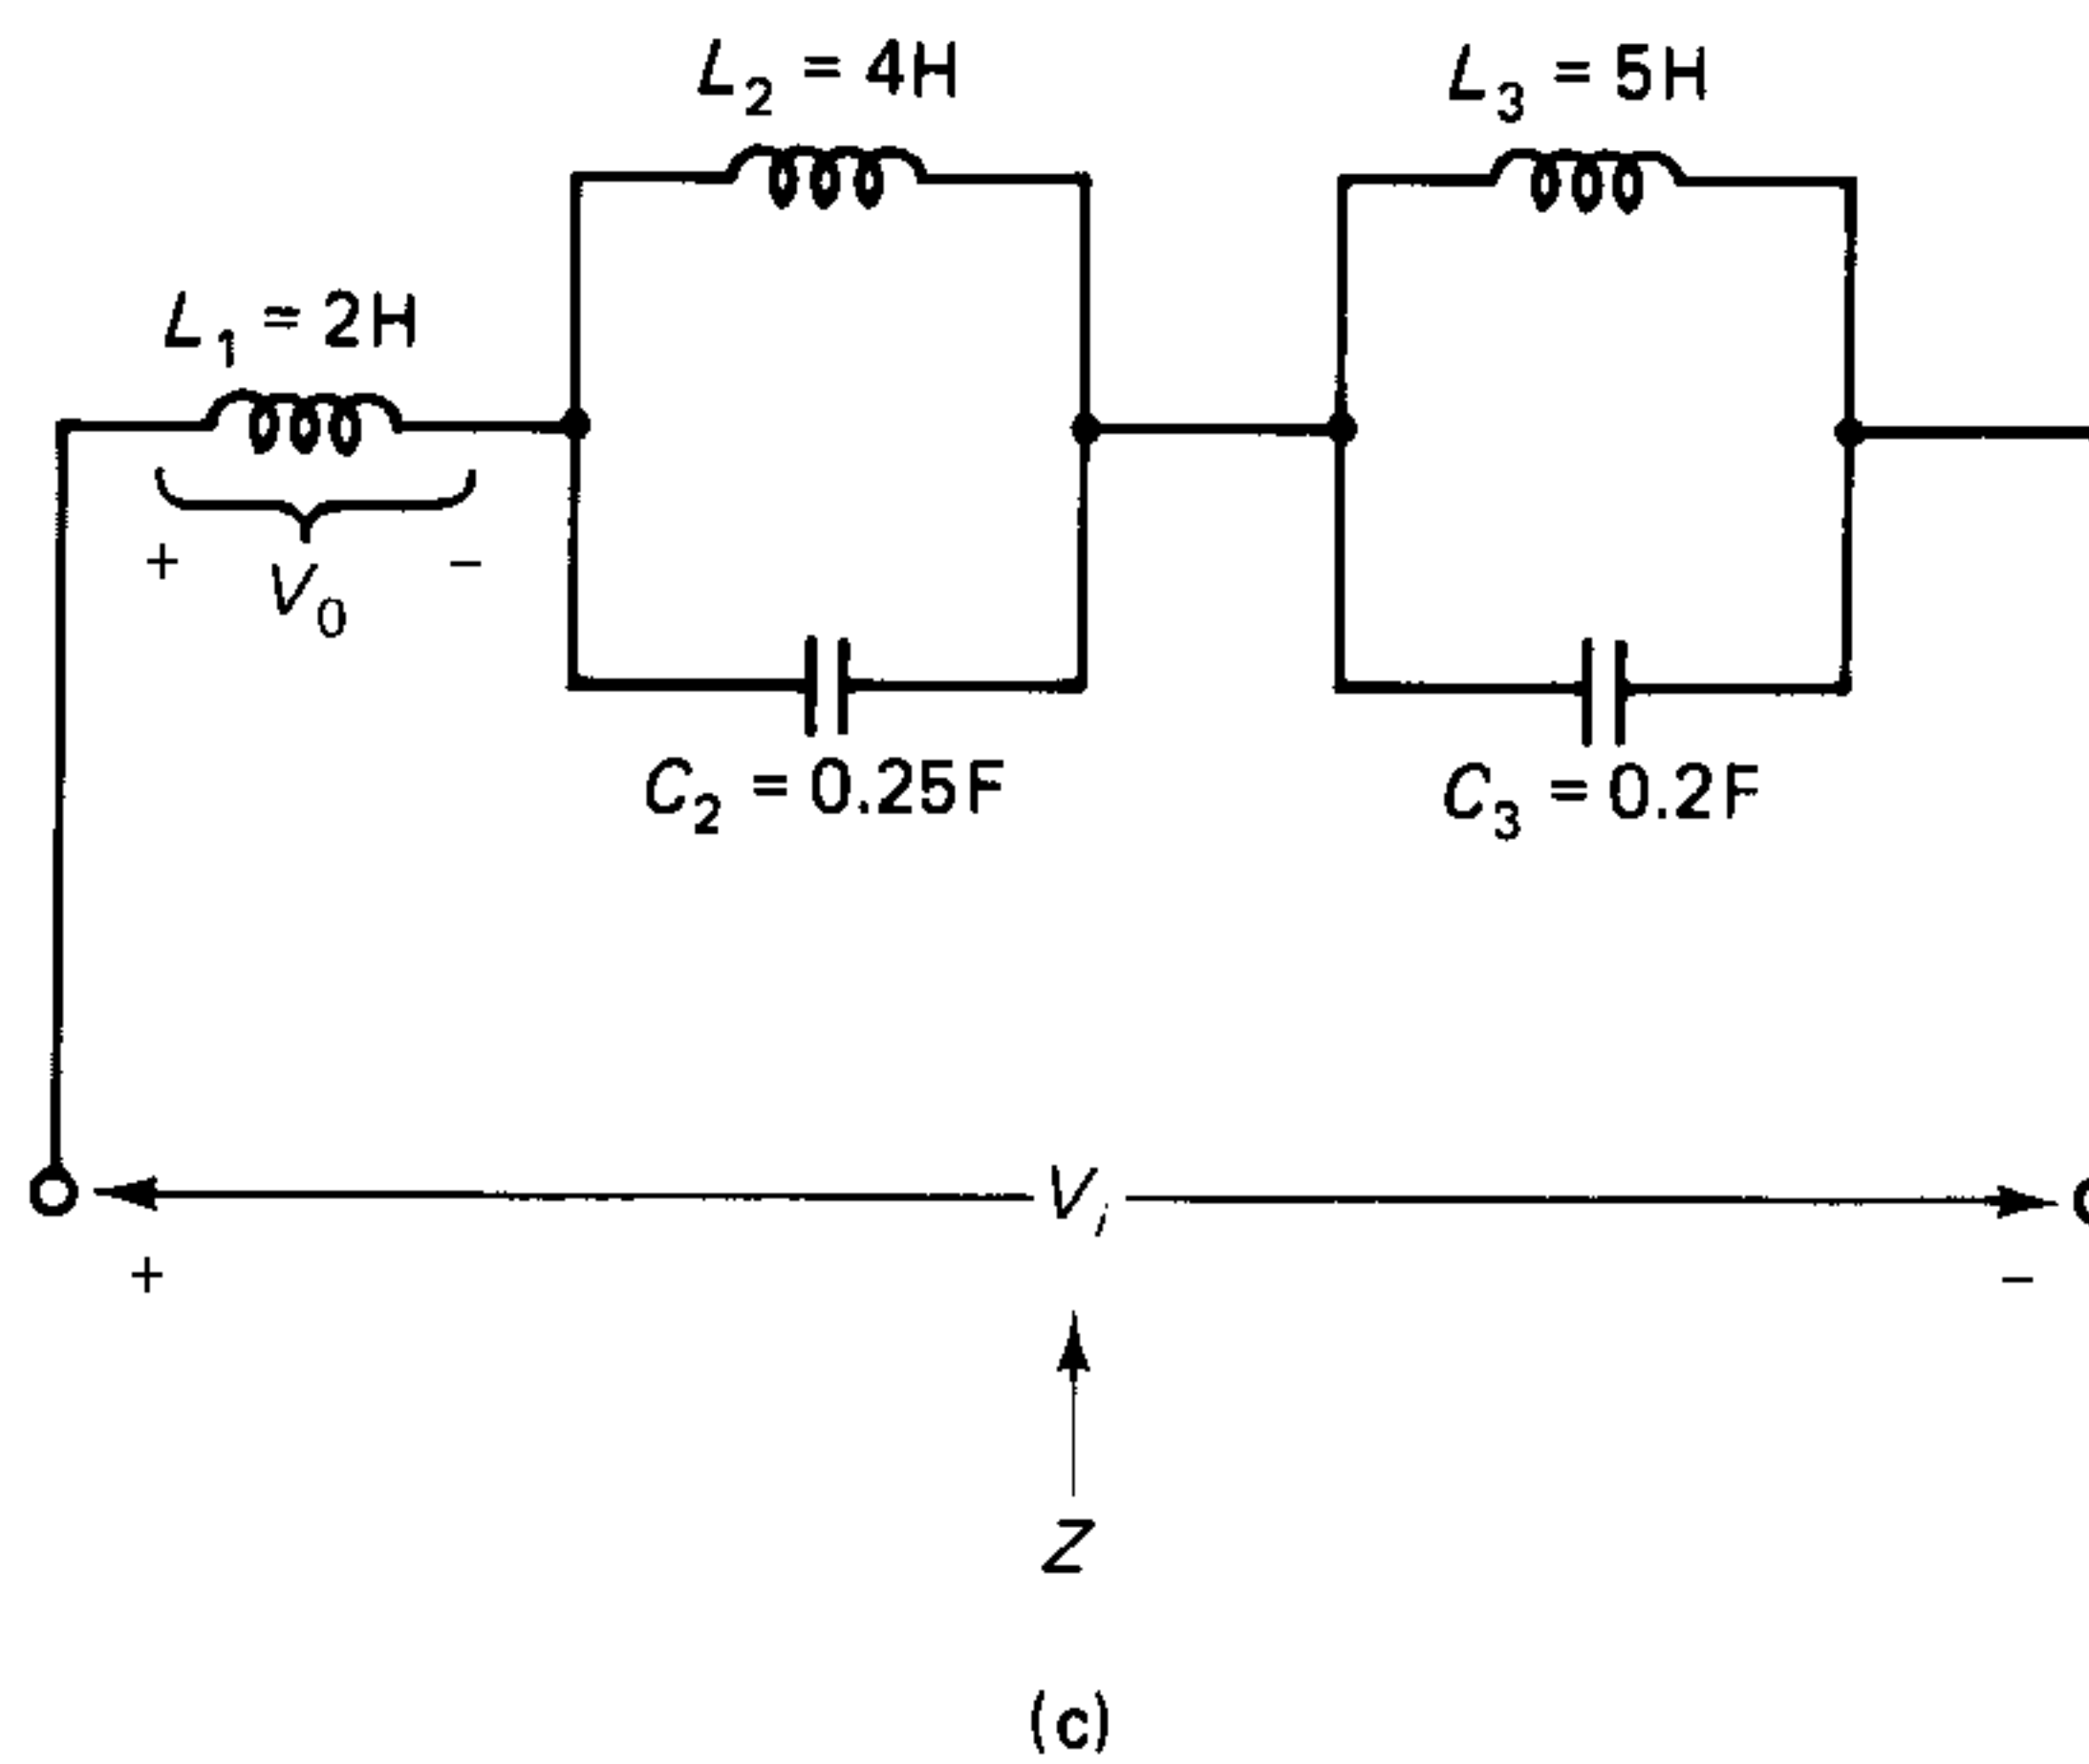 L2 = 4H
L3 = 5H
L1 = 2H
+ −
V0
C2 = 0.25F
C3 = 0.2F
Vi
+ −
Z
(c)